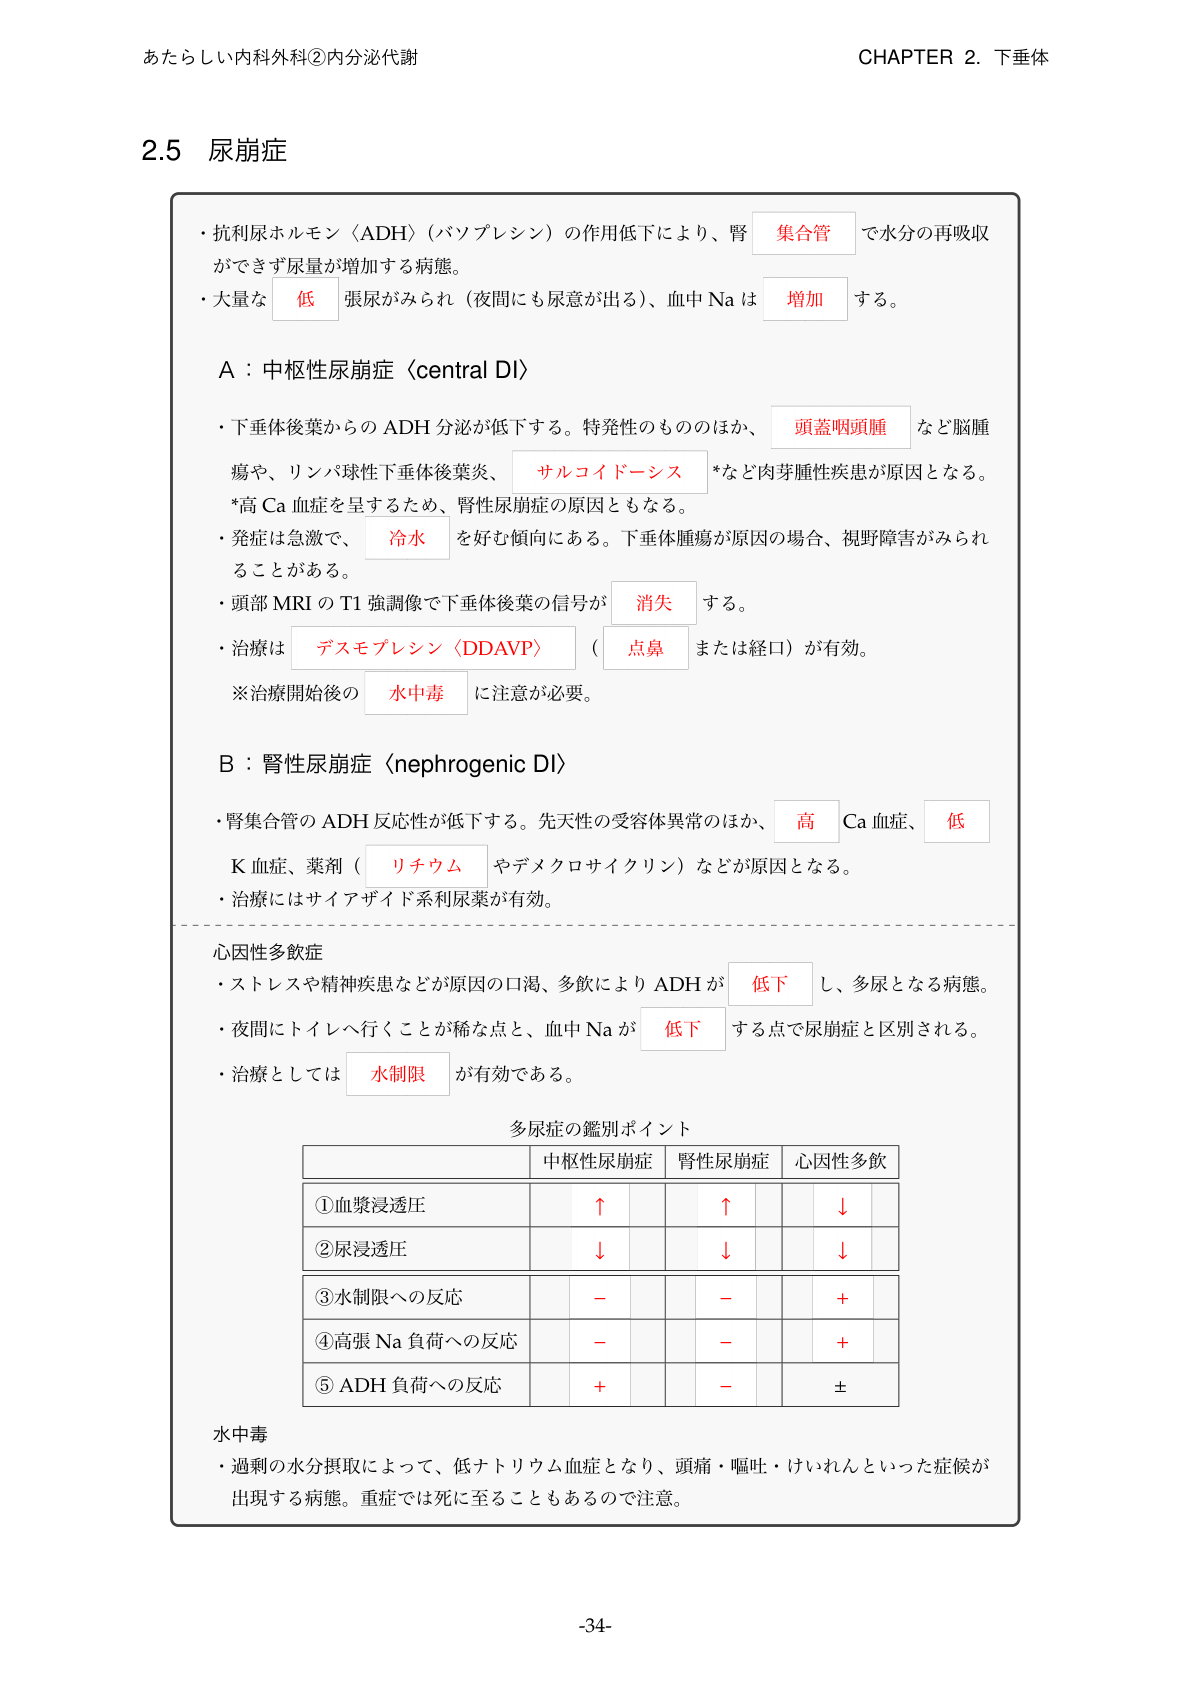 あたらしい内科外科②内分泌代謝 CHAPTER 2. 下垂体
2.5 尿崩症
・抗利尿ホルモン〈ADH〉（バソプレシン）の作用低下により、腎 集合管 で水分の再吸収
ができず尿量が増加する病態。
・大量な 低 張尿がみられ（夜間にも尿意が出る）、血中 Na は 増加 する。
A：中枢性尿崩症〈central DI〉
・下垂体後葉からの ADH 分泌が低下する。特発性のもののほか、 頭蓋咽頭腫 など脳腫
瘍や、リンパ球性下垂体後葉炎、 サルコイドーシス *など肉芽腫性疾患が原因となる。
*高 Ca 血症を呈するため、腎性尿崩症の原因ともなる。
・発症は急激で、 冷水 を好む傾向にある。下垂体腫瘍が原因の場合、視野障害がみられ
ることがある。
・頭部 MRI の T1 強調像で下垂体後葉の信号が 消失 する。
・治療は デスモプレシン〈DDAVP〉 （ 点鼻 または経口）が有効。
※治療開始後の 水中毒 に注意が必要。
B：腎性尿崩症〈nephrogenic DI〉
・腎集合管の ADH 反応性が低下する。先天性の受容体異常のほか、 高 Ca 血症、 低
K 血症、薬剤（ リチウム やデメクロサイクリン）などが原因となる。
・治療にはサイアザイド系利尿薬が有効。
心因性多飲症
・ストレスや精神疾患などが原因の口渇、多飲により ADH が 低下 し、多尿となる病態。
・夜間にトイレへ行くことが稀な点と、血中 Na が 低下 する点で尿崩症と区別される。
・治療としては 水制限 が有効である。
多尿症の鑑別ポイント
中枢性尿崩症 腎性尿崩症 心因性多飲
①血漿浸透圧 ↑ ↑ ↓
②尿浸透圧 ↓ ↓ ↓
③水制限への反応 − − +
④高張 Na 負荷への反応 − − +
⑤ ADH 負荷への反応 + − ±
水中毒
・過剰の水分摂取によって、低ナトリウム血症となり、頭痛・嘔吐・けいれんといった症候が
出現する病態。重症では死に至ることもあるので注意。
-34-